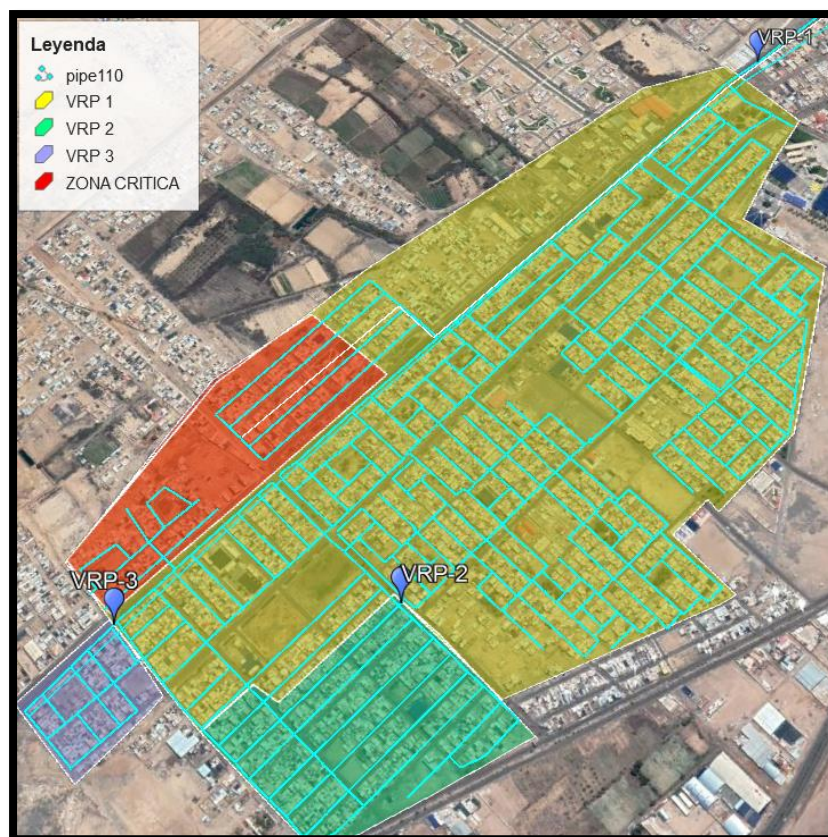 Leyenda
pipe110
VRP 1
VRP 2
VRP 3
ZONA CRITICA
VRP-1
VRP-2
VRP-3